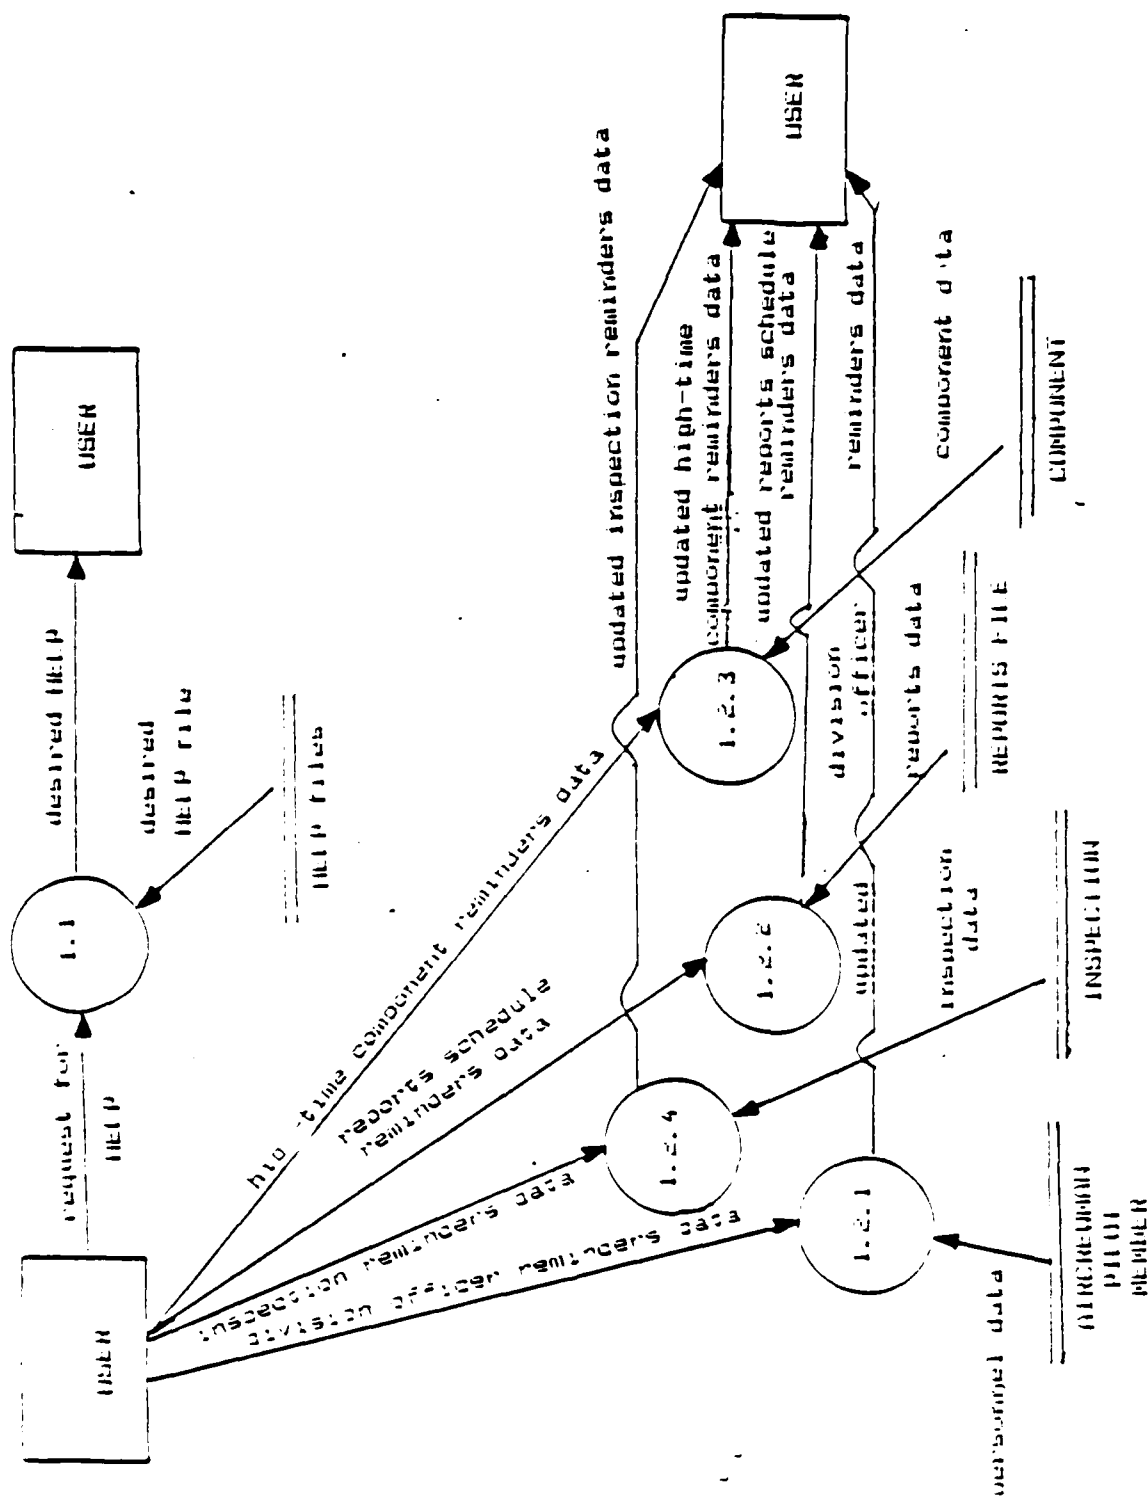 USER
request for
HELP
1.1
desired HELP
USER
desired
HELP file
HELP files
-time component reminders data
reports schedule
reminders data
inspection reminders data
division officer reminders data
1.2.4
1.2.1
1.2.2
1.2.3
updated inspection reminders data
updated high-time
component reminders data
updated reports schedule
reminders data
updated
division
officer
reminders data
USER
personnel data
AIRCREWMAN
PILOT
MEMBER
inspection
data
INSPECTION
reports data
REPORTS FILE
component
COMPONENT